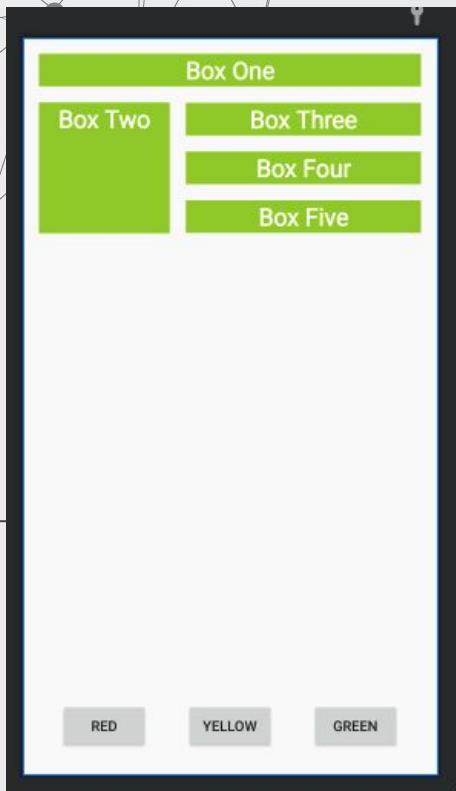 Box One
Box Two
Box Three
Box Four
Box Five
RED
YELLOW
GREEN